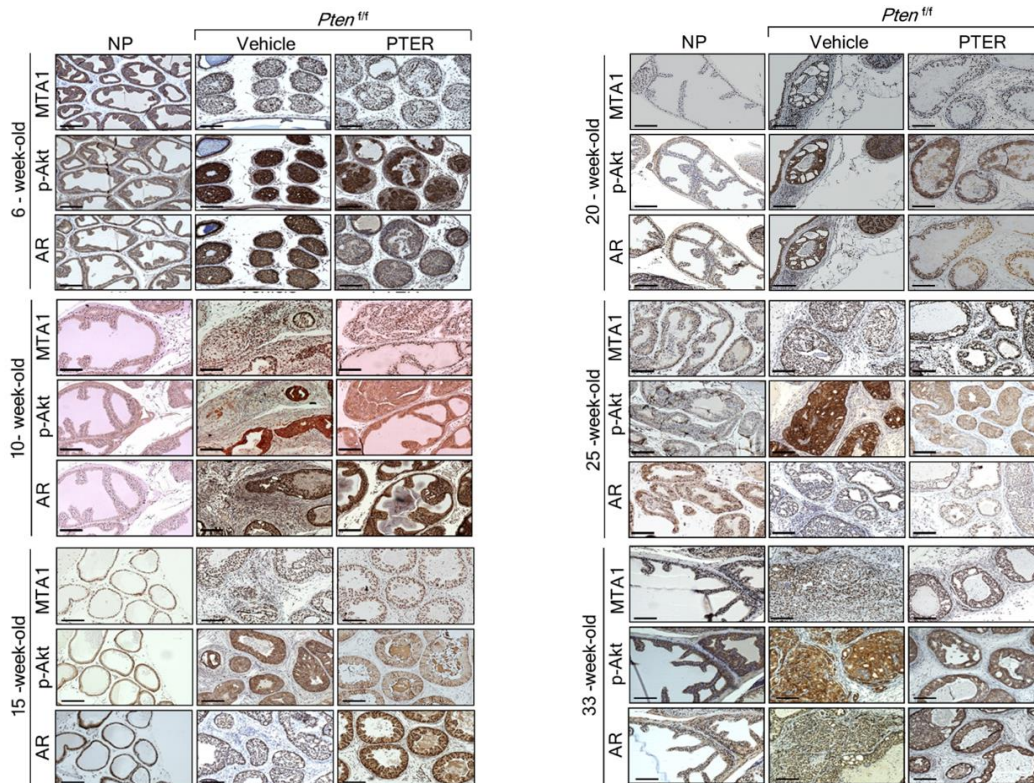 Pten f/f
NP Vehicle PTER
6 - week-old
MTA1
p-Akt
AR
10- week-old
MTA1
p-Akt
AR
15 -week-old
MTA1
p-Akt
AR
Pten f/f
NP Vehicle PTER
20 - week-old
MTA1
p-Akt
AR
25 -week-old
MTA1
p-Akt
AR
33 -week-old
MTA1
p-Akt
AR